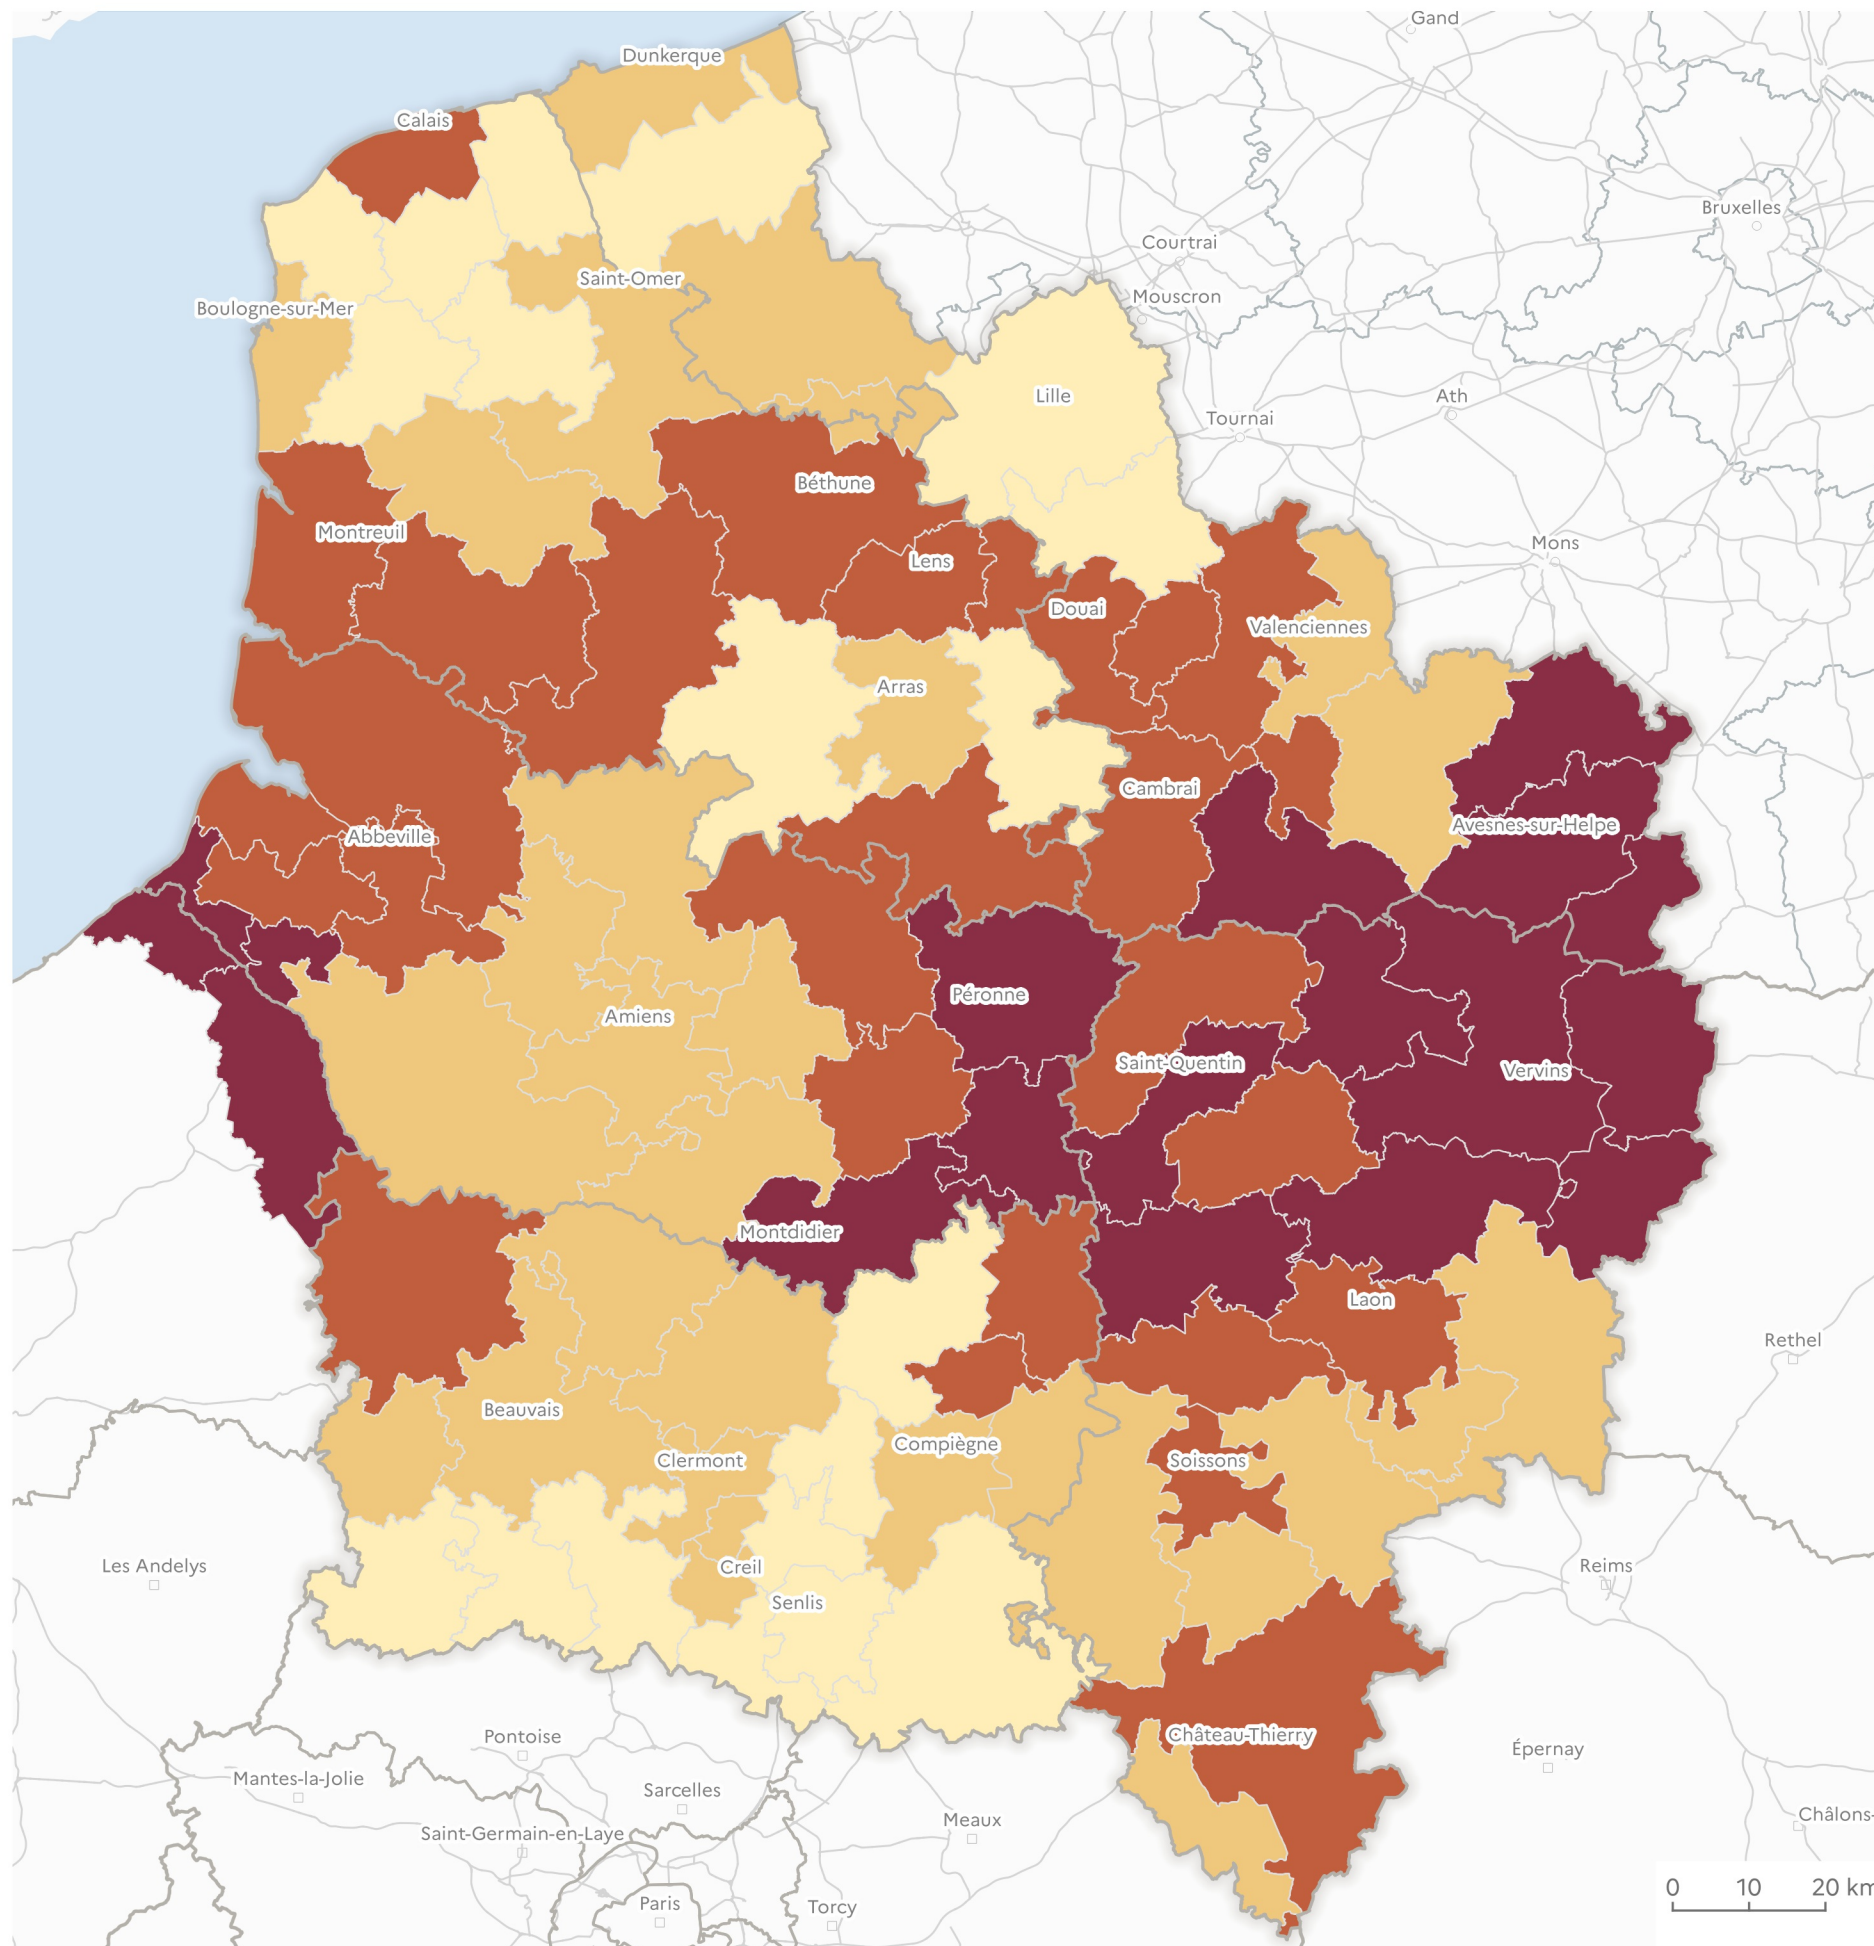 Gand
Dunkerque
Calais
Bruxelles
Courtrai
Saint-Omer
Mouscron
Boulogne-sur-Mer
Lille
Ath
Tournai
Béthune
Montreuil
Mons
Lens
Douai
Valenciennes
Arras
Cambrai
Abbeville
Avesnes-sur-Helpe
Péronne
Amiens
Saint-Quentin
Vervins
Montdidier
Laon
Rethel
Beauvais
Compiègne
Clermont
Soissons
Les Andelys
Creil
Reims
Senlis
Pontoise
Château-Thierry
Épernay
Mantes-la-Jolie
Sarcelles
Meaux
Châlons-
Saint-Germain-en-Laye
Paris
Torcy
0 10 20 km